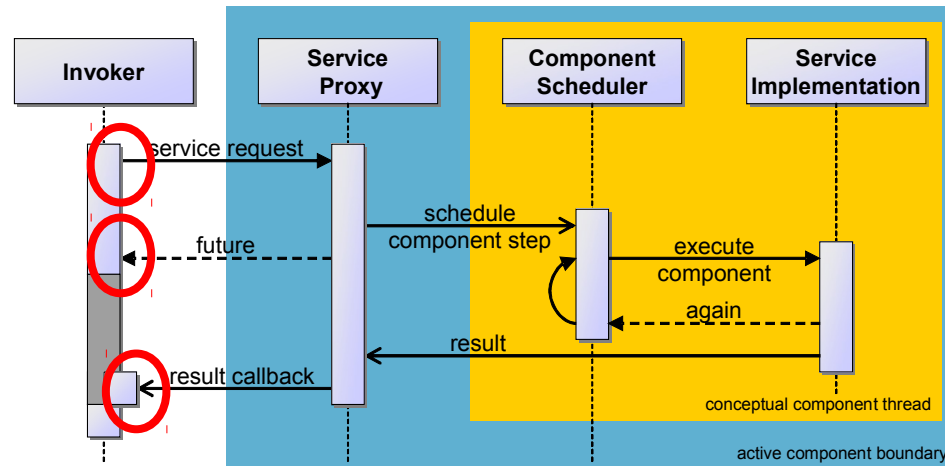 Invoker
Service
Proxy
Component
Scheduler
Service
Implementation
service request
schedule
component step
future
execute
component
again
result
result callback
conceptual component thread
active component boundary